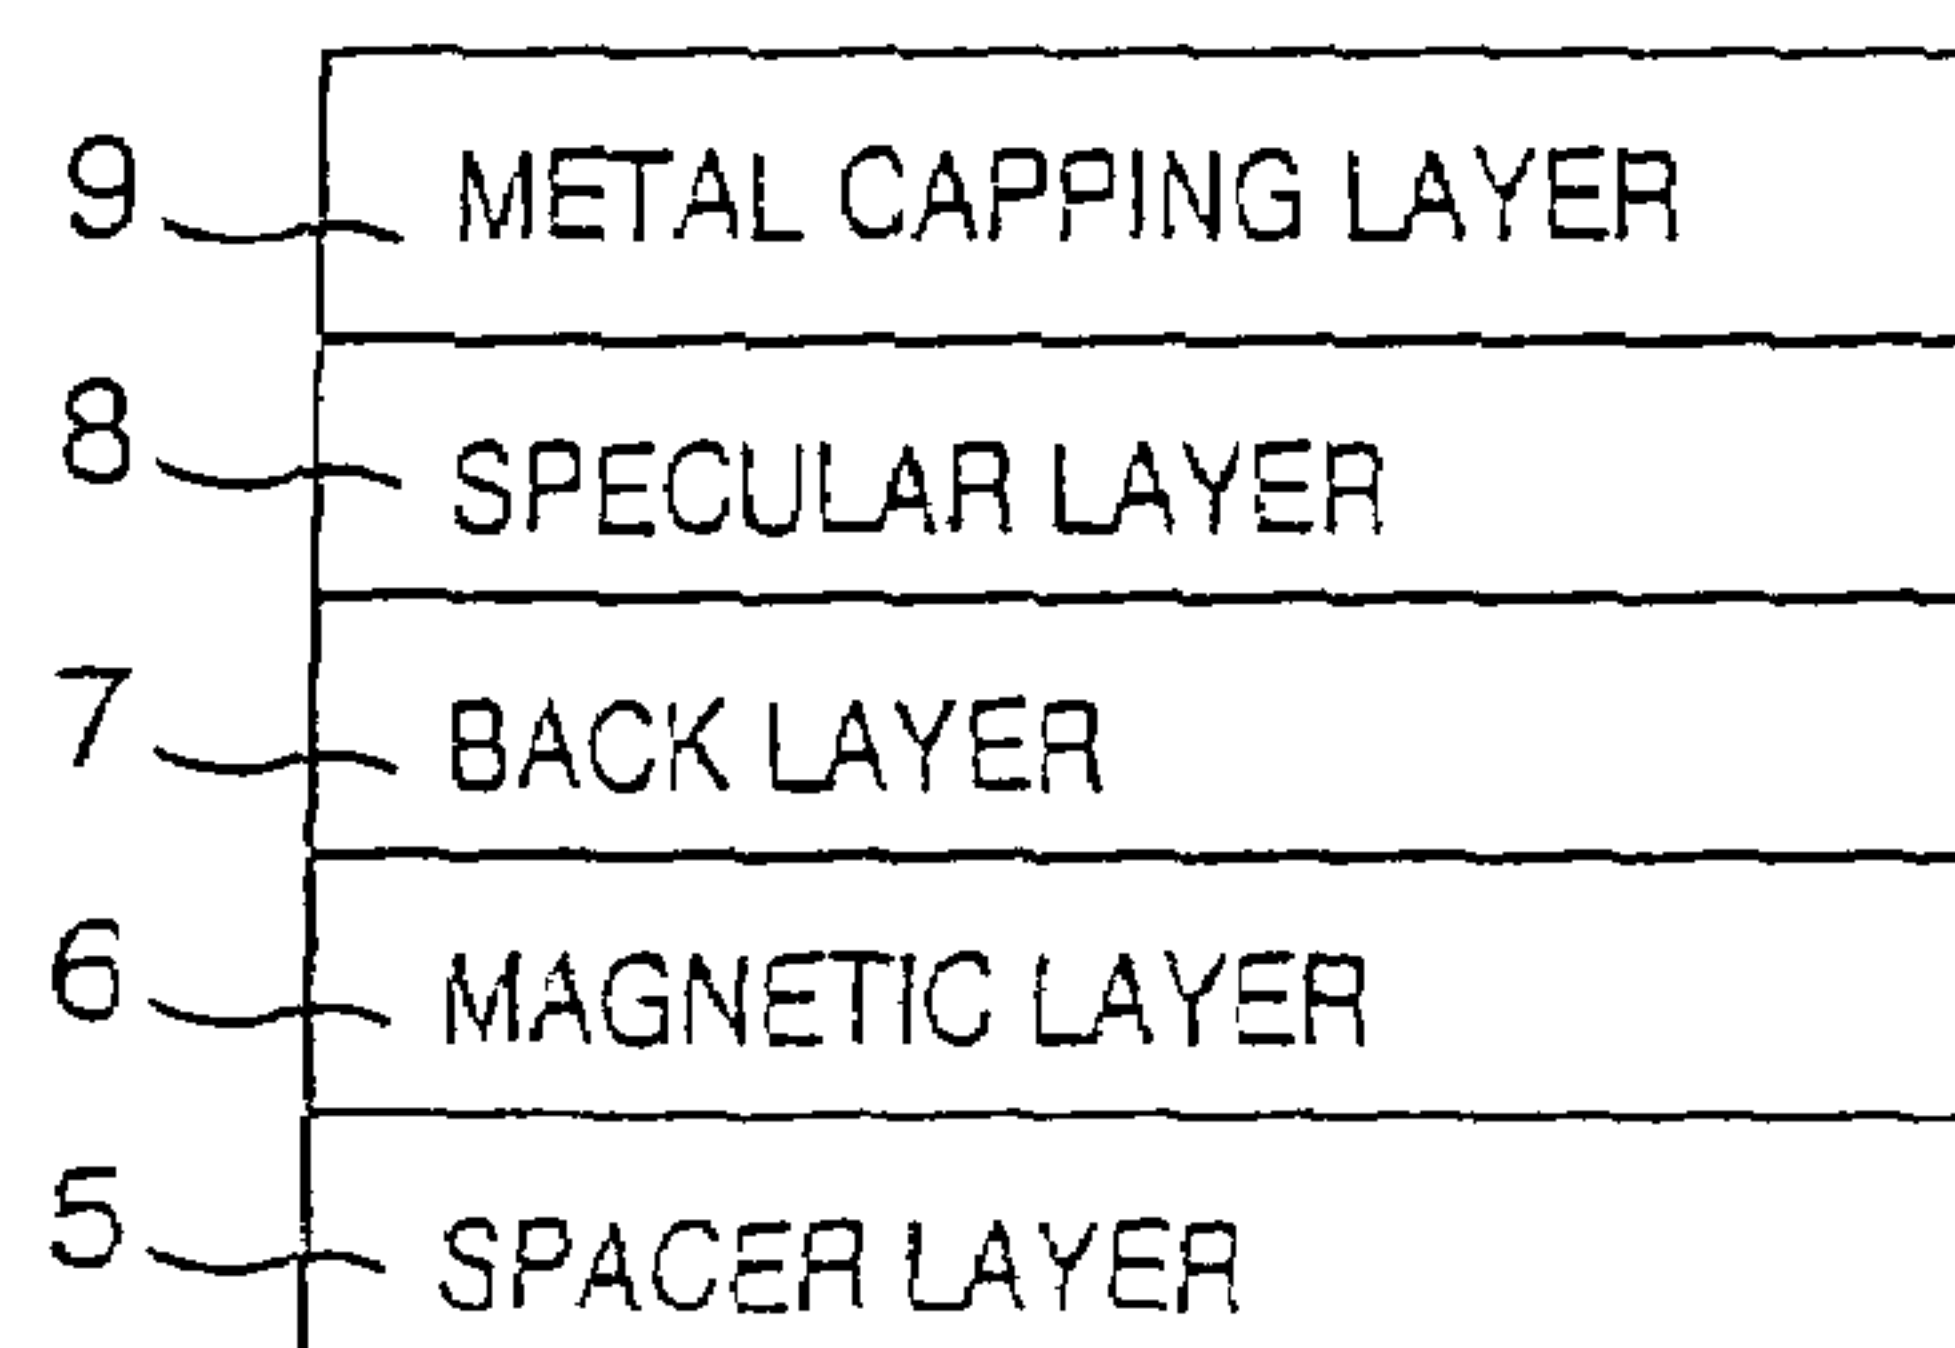 9 METAL CAPPING LAYER
8 SPECULAR LAYER
7 BACK LAYER
6 MAGNETIC LAYER
5 SPACER LAYER